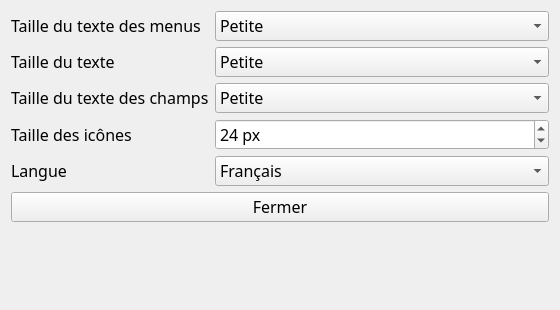 Taille du texte des menus Petite
Taille du texte Petite
Taille du texte des champs Petite
Taille des icônes 24 px
Langue Français
Fermer